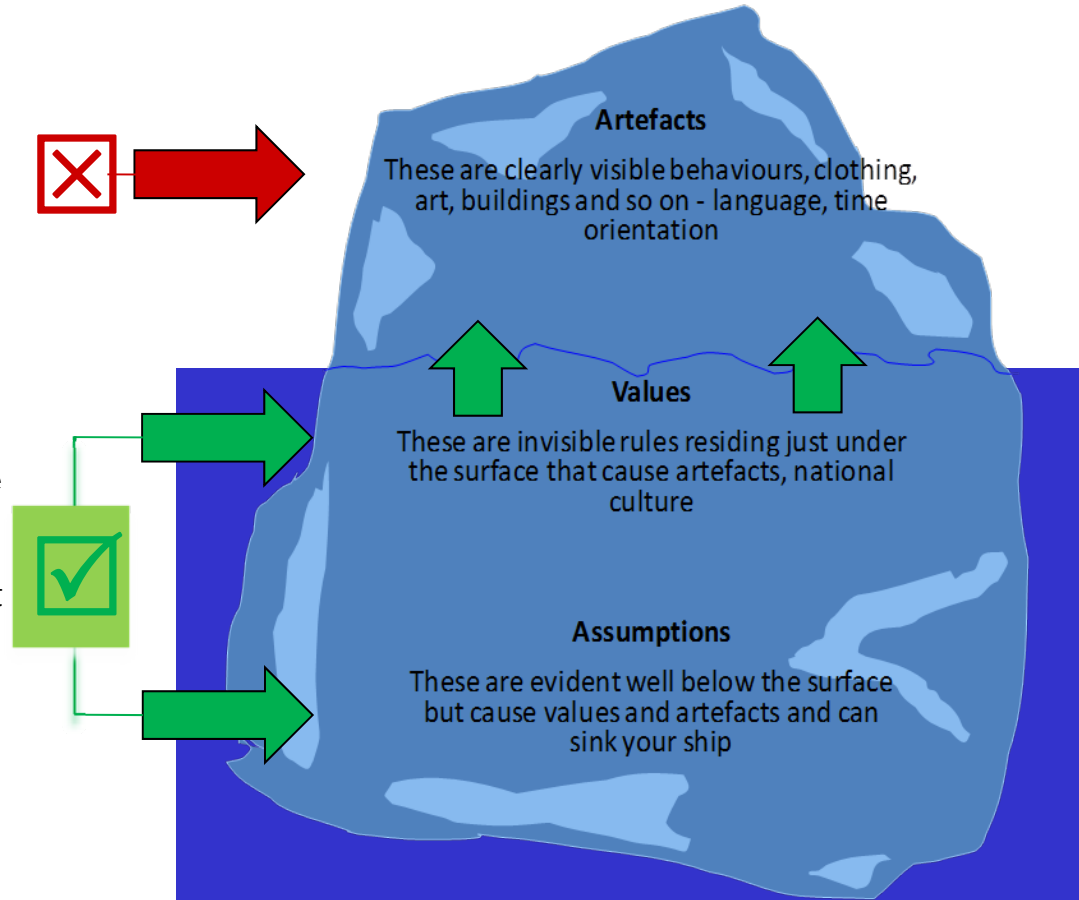 Artefacts
These are clearly visible behaviours, clothing,
art, buildings and so on - language, time
orientation
Values
These are invisible rules residing just under
the surface that cause artefacts, national
culture
Assumptions
These are evident well below the surface
but cause values and artefacts and can
sink your ship